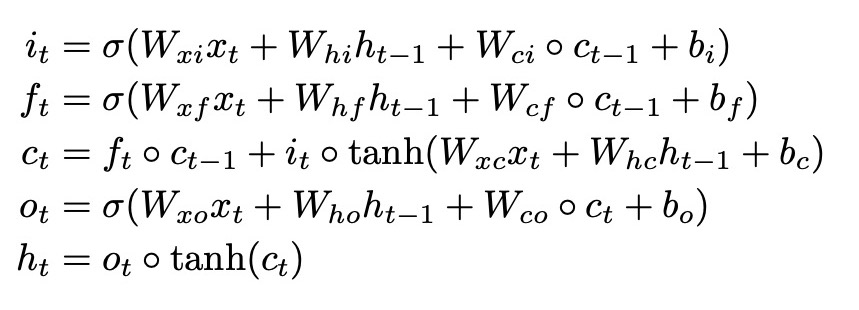 i_t = σ(W_{xi}x_t + W_{hi}h_{t−1} + W_{ci} ∘ c_{t−1} + b_i)
f_t = σ(W_{xf}x_t + W_{hf}h_{t−1} + W_{cf} ∘ c_{t−1} + b_f)
c_t = f_t ∘ c_{t−1} + i_t ∘ tanh(W_{xc}x_t + W_{hc}h_{t−1} + b_c)
o_t = σ(W_{xo}x_t + W_{ho}h_{t−1} + W_{co} ∘ c_t + b_o)
h_t = o_t ∘ tanh(c_t)